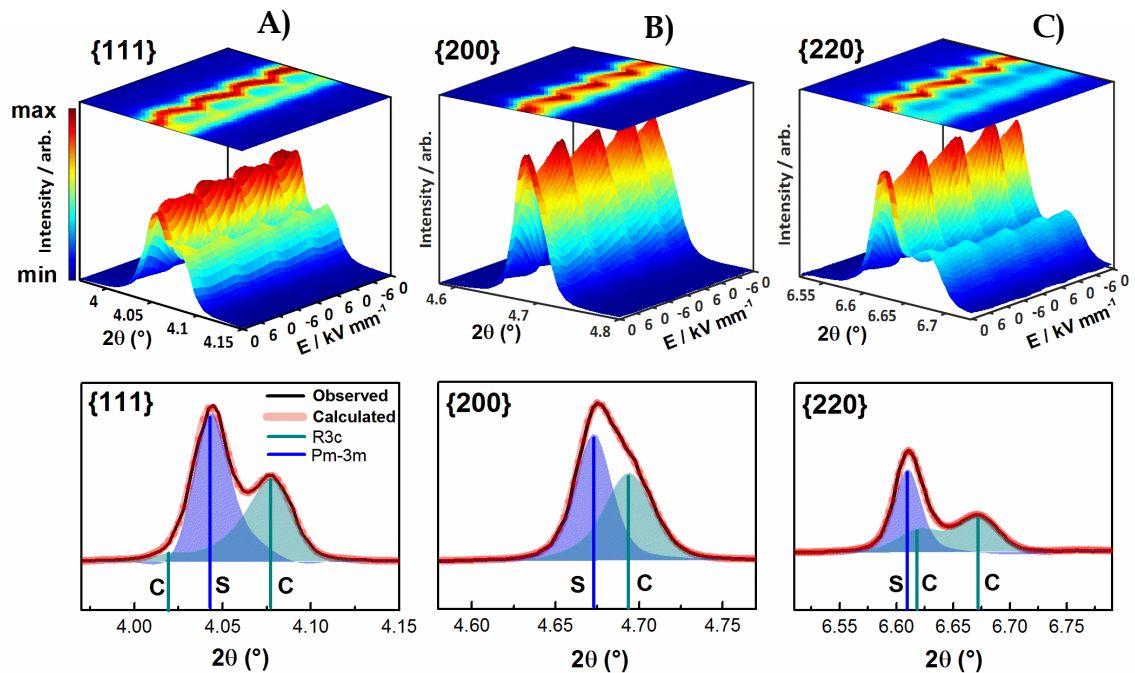 A)
B)
C)
{111}
{200}
{220}
max
min
Intensity / arb.
4
4.05
4.1
4.15
2θ (°)
0 6 0 -6 0 6 0 -6 0
E / kV mm⁻¹
Intensity / arb.
4.6
4.7
4.8
2θ (°)
0 6 0 -6 0 6 0 -6 0
E / kV mm⁻¹
Intensity / arb.
6.55
6.6
6.65
6.7
2θ (°)
0 6 0 -6 0 6 0 -6 0
E / kV mm⁻¹
{111}
Observed
Calculated
R3c
Pm-3m
C S C
4.00 4.05 4.10 4.15
2θ (°)
{200}
S C
4.60 4.65 4.70 4.75
2θ (°)
{220}
S C C
6.55 6.60 6.65 6.70 6.75
2θ (°)